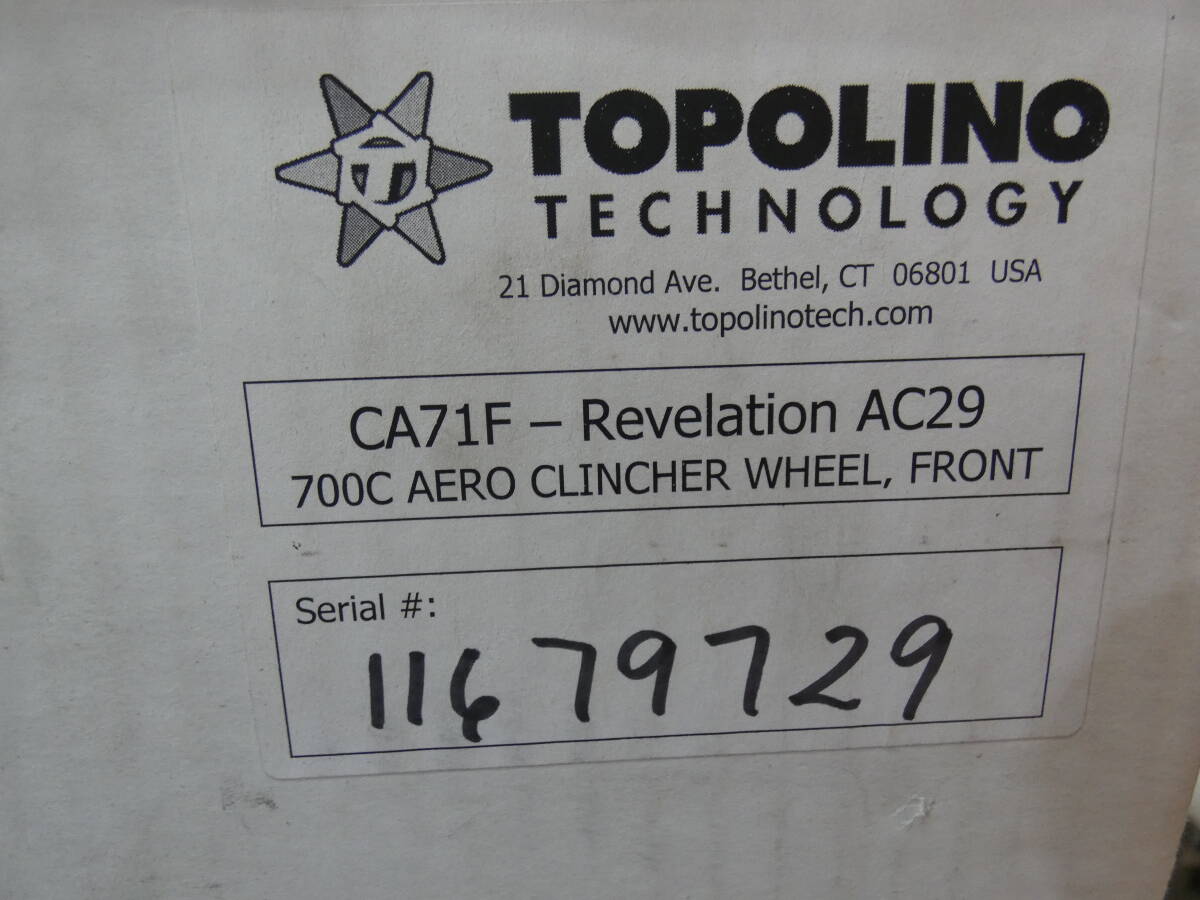 TOPOLINO
TECHNOLOGY
21 Diamond Ave. Bethel, CT 06801 USA
www.topolinotech.com
CA71F – Revelation AC29
700C AERO CLINCHER WHEEL, FRONT
Serial #:
11679729